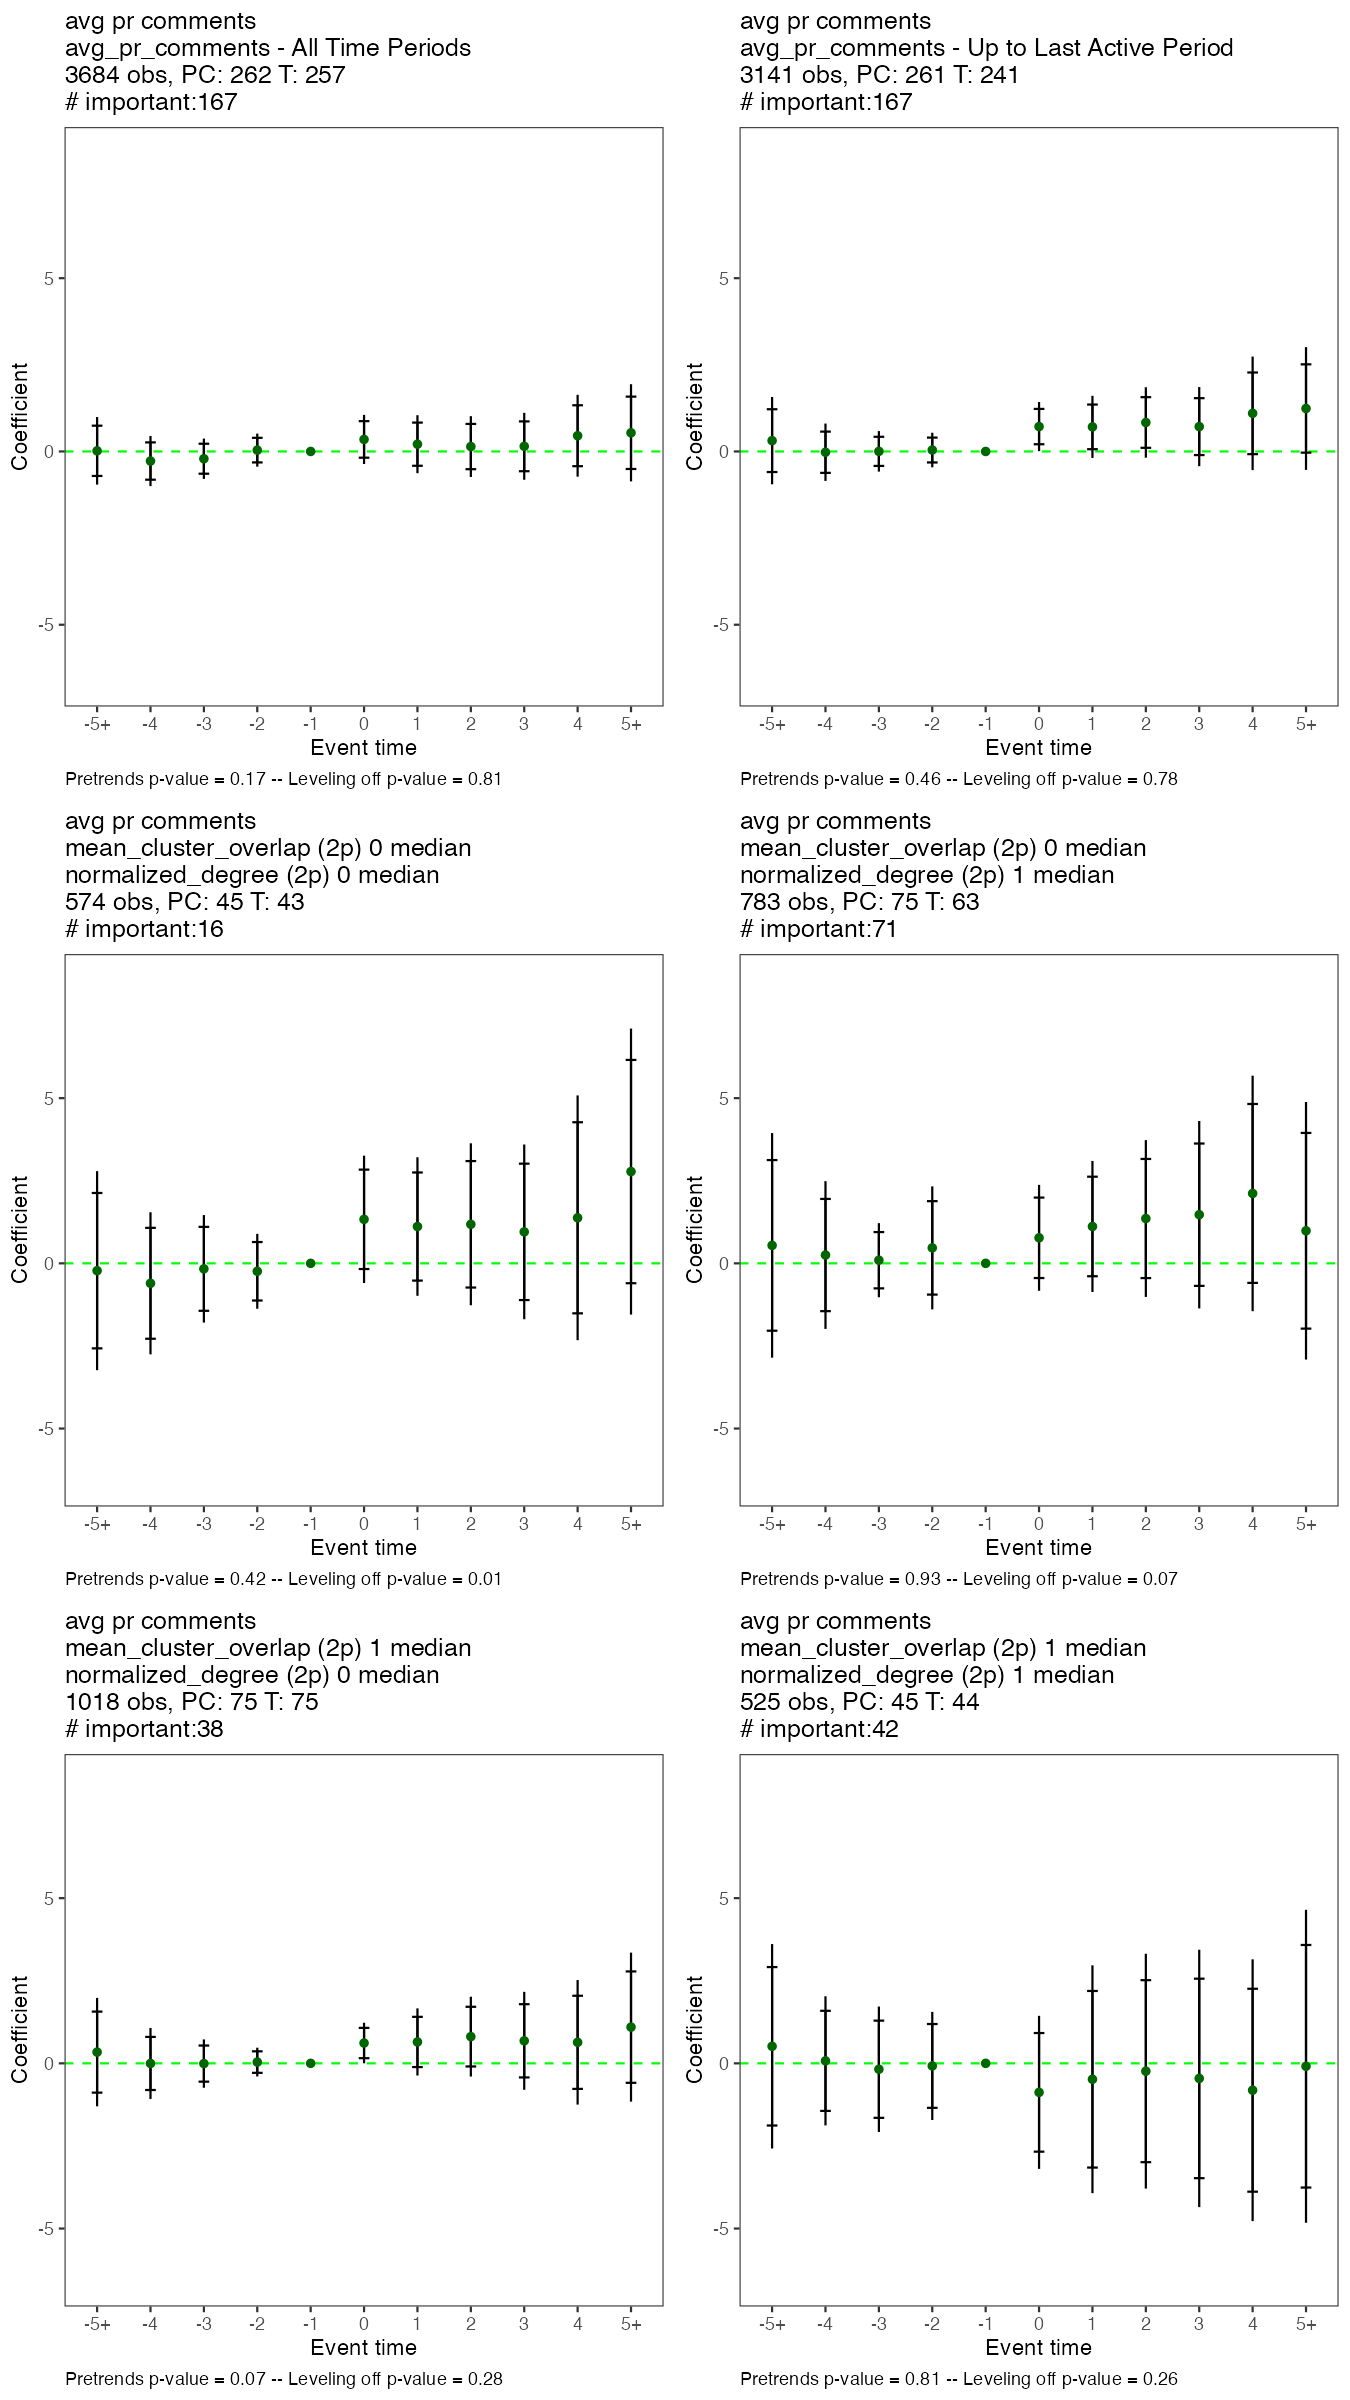 avg pr comments
avg_pr_comments - All Time Periods
3684 obs, PC: 262 T: 257
# important:167
5
0
-5
Coefficient
-5+ -4 -3 -2 -1 0 1 2 3 4 5+
Event time
Pretrends p-value = 0.17 -- Leveling off p-value = 0.81
avg pr comments
avg_pr_comments - Up to Last Active Period
3141 obs, PC: 261 T: 241
# important:167
5
0
-5
Coefficient
-5+ -4 -3 -2 -1 0 1 2 3 4 5+
Event time
Pretrends p-value = 0.46 -- Leveling off p-value = 0.78
avg pr comments
mean_cluster_overlap (2p) 0 median
normalized_degree (2p) 0 median
574 obs, PC: 45 T: 43
# important:16
5
0
-5
Coefficient
-5+ -4 -3 -2 -1 0 1 2 3 4 5+
Event time
Pretrends p-value = 0.42 -- Leveling off p-value = 0.01
avg pr comments
mean_cluster_overlap (2p) 0 median
normalized_degree (2p) 1 median
783 obs, PC: 75 T: 63
# important:71
5
0
-5
Coefficient
-5+ -4 -3 -2 -1 0 1 2 3 4 5+
Event time
Pretrends p-value = 0.93 -- Leveling off p-value = 0.07
avg pr comments
mean_cluster_overlap (2p) 1 median
normalized_degree (2p) 0 median
1018 obs, PC: 75 T: 75
# important:38
5
0
-5
Coefficient
-5+ -4 -3 -2 -1 0 1 2 3 4 5+
Event time
Pretrends p-value = 0.07 -- Leveling off p-value = 0.28
avg pr comments
mean_cluster_overlap (2p) 1 median
normalized_degree (2p) 1 median
525 obs, PC: 45 T: 44
# important:42
5
0
-5
Coefficient
-5+ -4 -3 -2 -1 0 1 2 3 4 5+
Event time
Pretrends p-value = 0.81 -- Leveling off p-value = 0.26